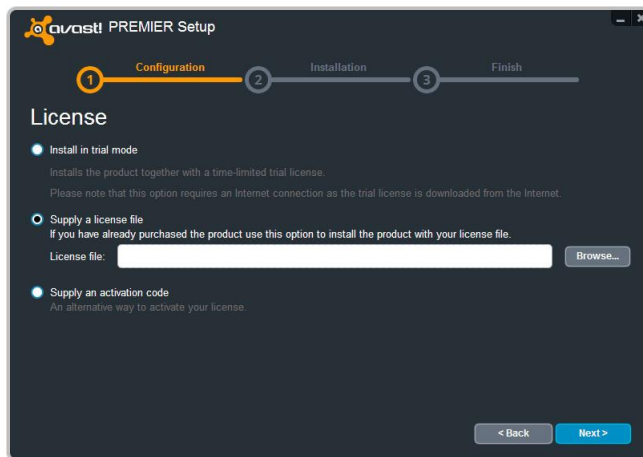 avast! PREMIER Setup
Configuration
Installation
Finish
1
2
3
License
Install in trial mode
Installs the product together with a time-limited trial license.
Please note that this option requires an Internet connection as the trial license is downloaded from the Internet.
Supply a license file
If you have already purchased the product use this option to install the product with your license file.
License file:
Browse...
Supply an activation code
An alternative way to activate your license.
< Back
Next >